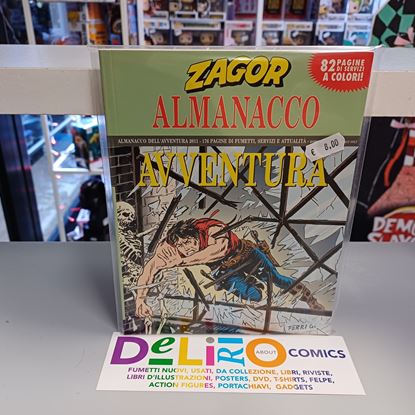 82 PAGINE
DI SERVIZI
A COLORI!
ZAGOR
ALMANACCO
ALMANACCO DELL'AVVENTURA 2011 - 176 PAGINE DI FUMETTI, SERVIZI E ATTUALITÀ
€ 8,00
AVVENTURA
FERRI G.
DELIRIO ABOUT COMICS
FUMETTI NUOVI, USATI, DA COLLEZIONE, LIBRI, RIVISTE,
LIBRI D'ILLUSTRAZIONI, POSTERS, DVD, T-SHIRTS, FELPE,
ACTION FIGURES, PORTACHIAVI, GADGETS
DEMON
SLAYER